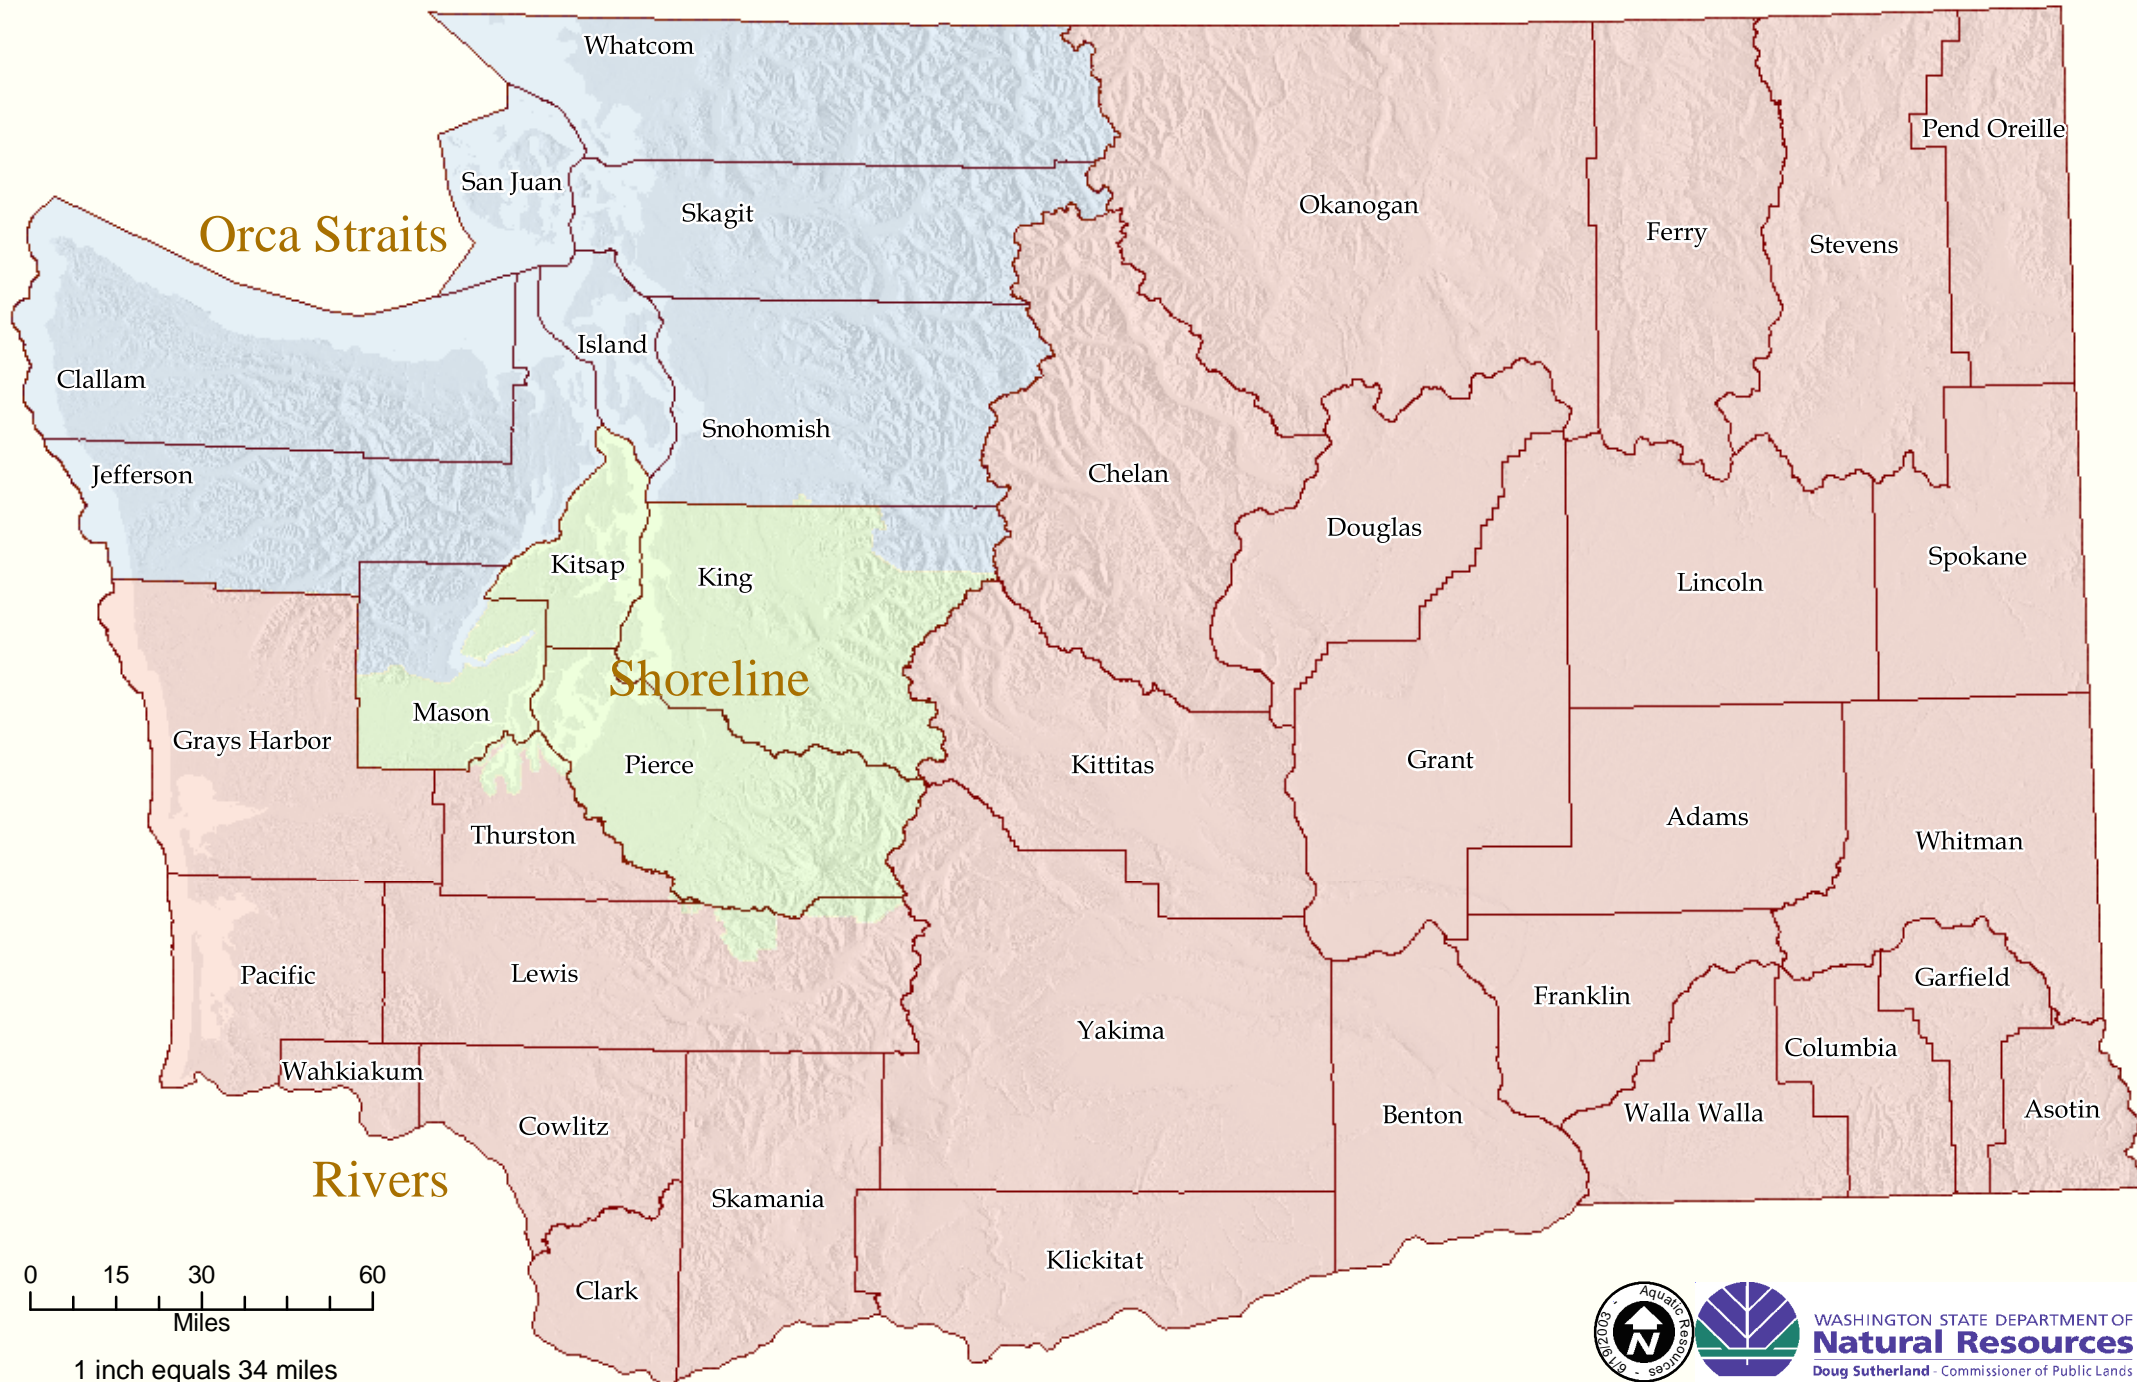 Whatcom
Pend Oreille
San Juan
Skagit
Okanogan
Orca Straits
Ferry
Stevens
Island
Clallam
Snohomish
Jefferson
Chelan
Douglas
Kitsap
King
Lincoln
Spokane
Shoreline
Mason
Grays Harbor
Pierce
Kittitas
Grant
Thurston
Adams
Whitman
Pacific
Lewis
Garfield
Franklin
Yakima
Columbia
Wahkiakum
Cowlitz
Benton
Walla Walla
Asotin
Rivers
Skamania
Klickitat
Clark
0 15 30 60
Miles
1 inch equals 34 miles
Aquatic Resources - 6/19/2003 -
N
WASHINGTON STATE DEPARTMENT OF
Natural Resources
Doug Sutherland - Commissioner of Public Lands